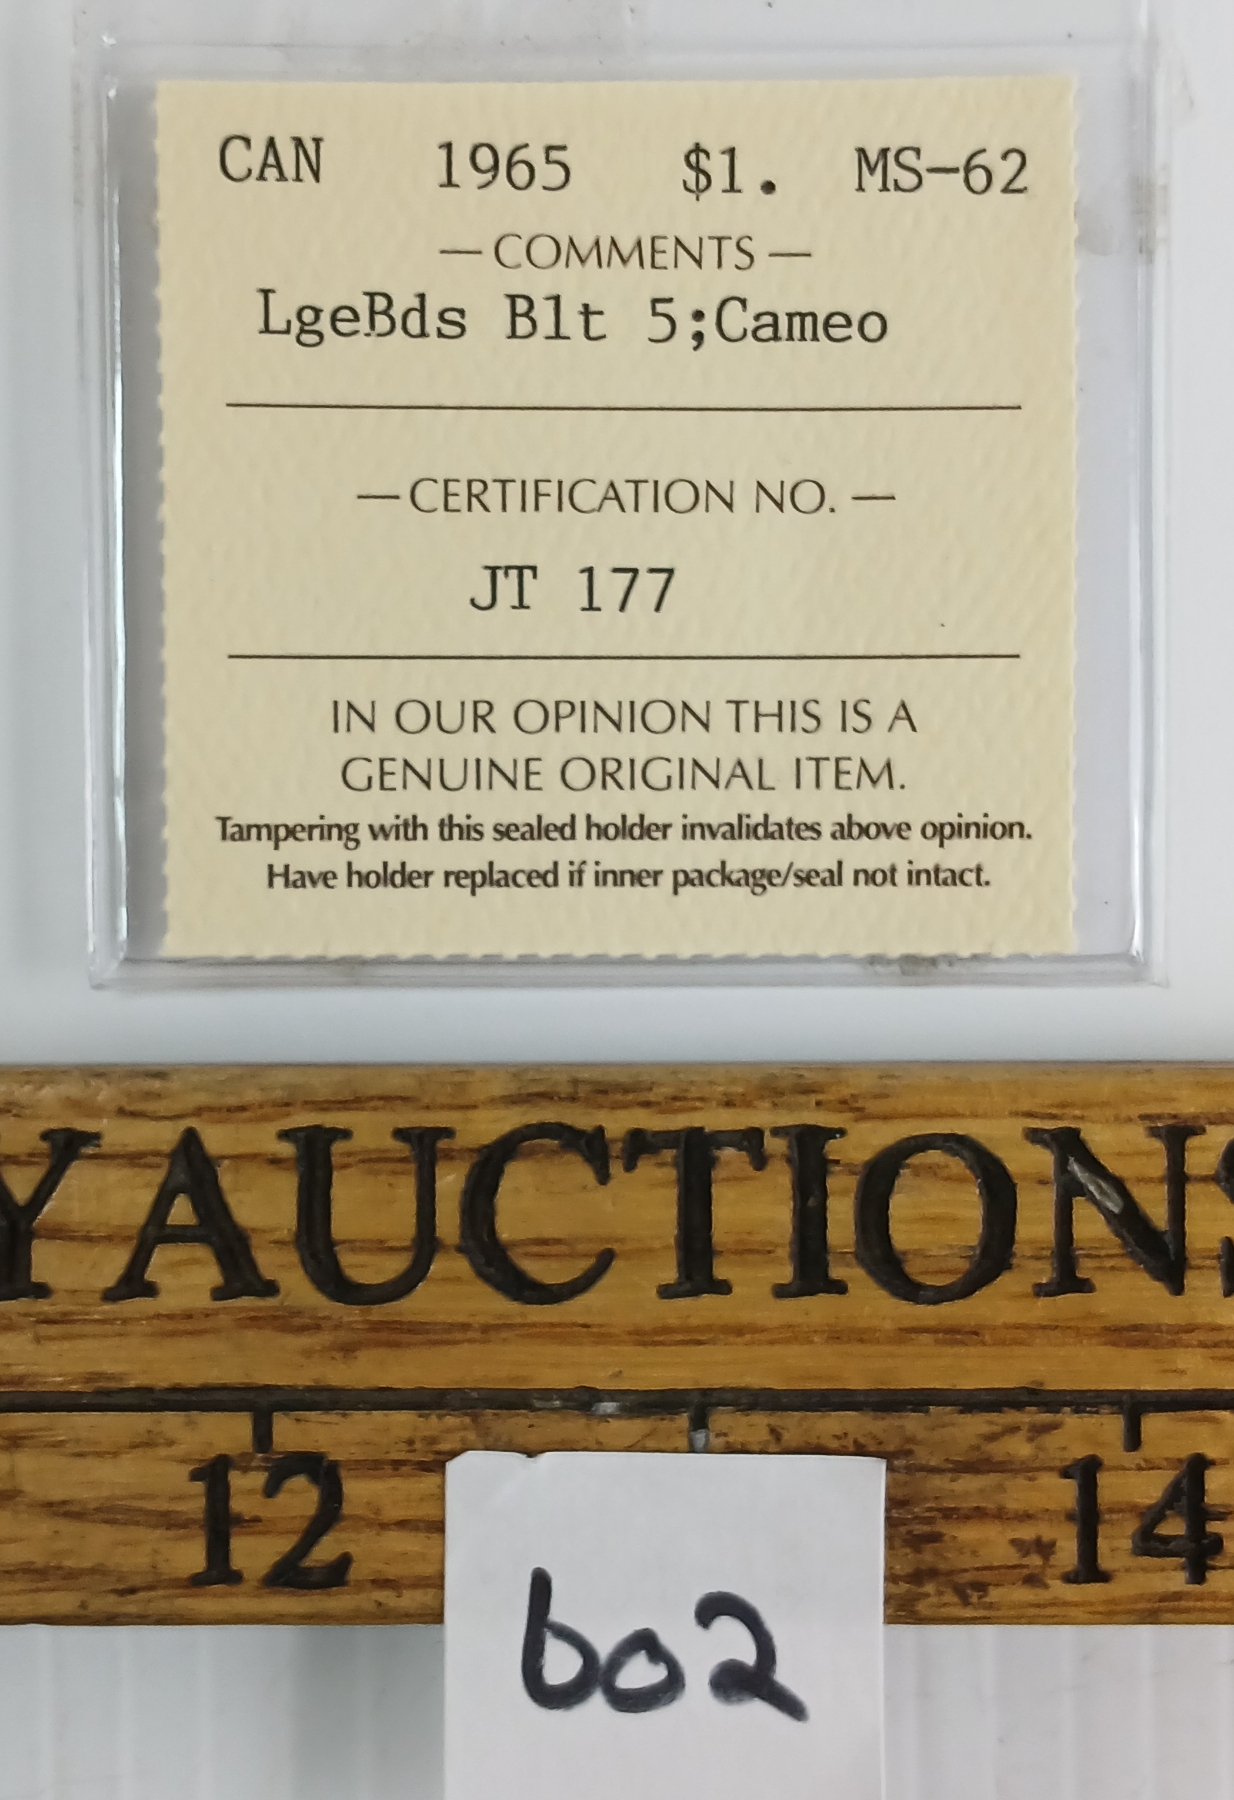 CAN 1965 $1. MS-62
— COMMENTS —
LgeBds Blt 5;Cameo
— CERTIFICATION NO. —
JT 177
IN OUR OPINION THIS IS A
GENUINE ORIGINAL ITEM.
Tampering with this sealed holder invalidates above opinion.
Have holder replaced if inner package/seal not intact.
YAUCTIONS
12 14
602